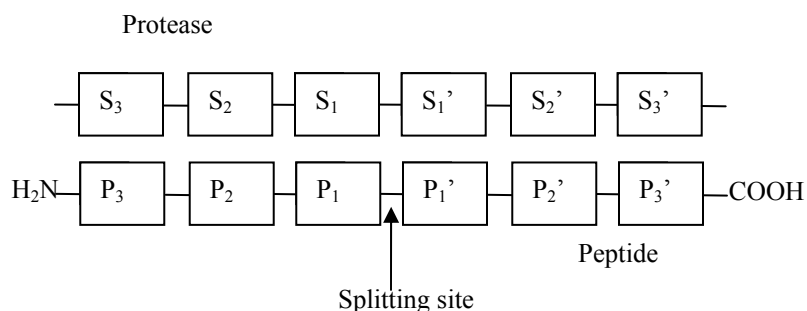 Protease
S₃ S₂ S₁ S₁’ S₂’ S₃’
H₂N P₃ P₂ P₁ P₁’ P₂’ P₃’ COOH
Peptide
Splitting site